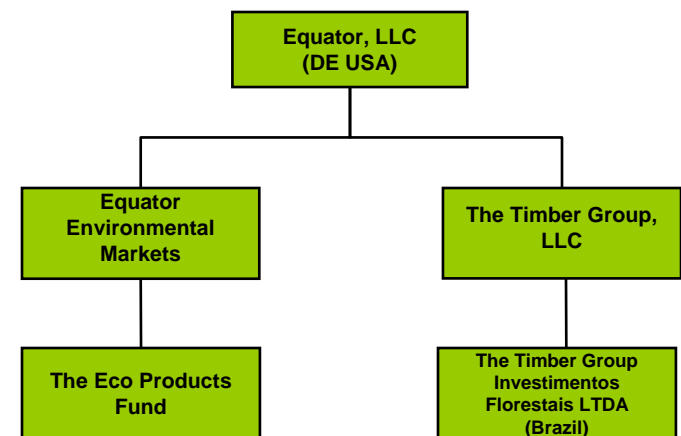 Equator, LLC
(DE USA)
Equator
Environmental
Markets
The Timber Group,
LLC
The Eco Products
Fund
The Timber Group
Investimentos
Florestais LTDA
(Brazil)